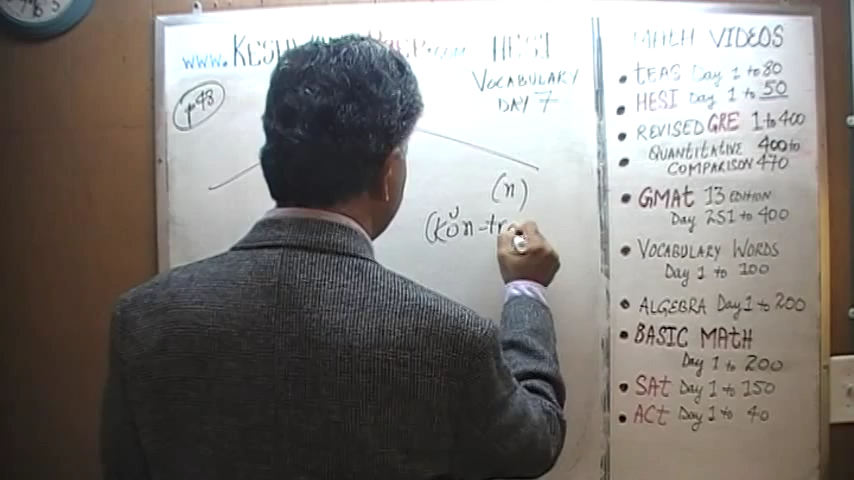 HESI
VOCABULARY
DAY 7
p43
(n)
(kŏn-tr
MATH VIDEOS
• TEAS Day 1 to 80
• HESI Day 1 to 50
• REVISED GRE 1 to 400
• QUANTITATIVE 400 to
COMPARISON 470
• GMAT 13 EDITION
Day 251 to 400
• VOCABULARY WORDS
Day 1 to 100
• ALGEBRA Day 1 to 200
• BASIC MATH
Day 1 to 200
• SAt Day 1 to 150
• ACt Day 1 to 40